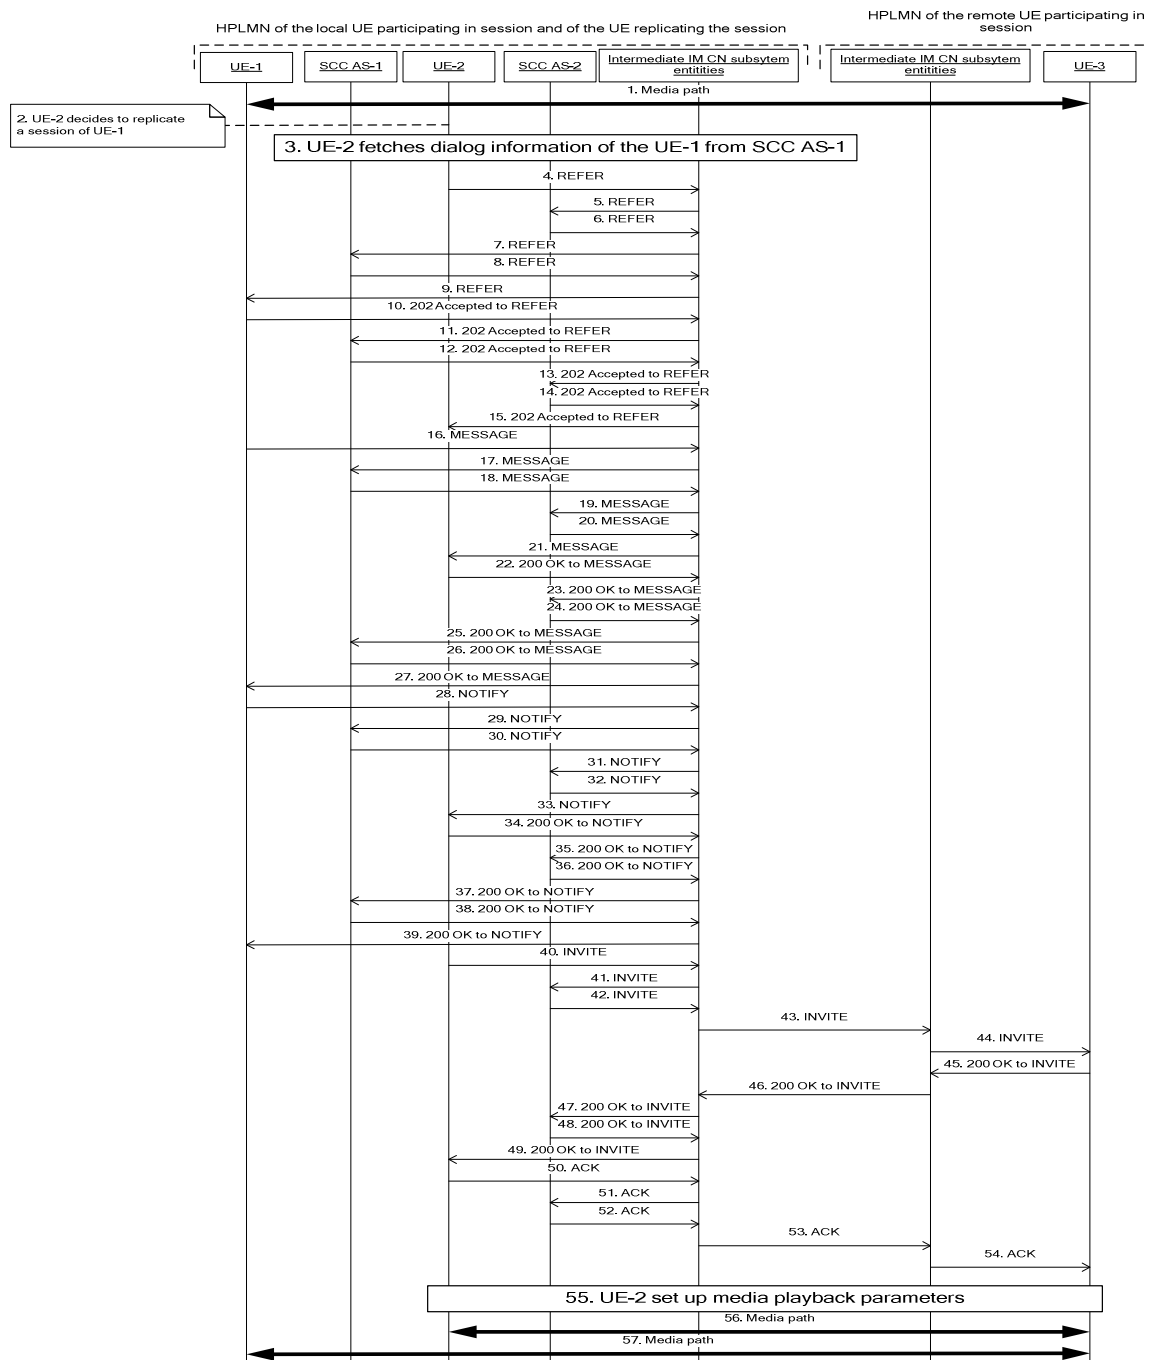 HPLMN of the local UE participating in session and of the UE replicating the session
HPLMN of the remote UE participating in
session
UE-1
SCC AS-1
UE-2
SCC AS-2
Intermediate IM CN subsytem
entitities
Intermediate IM CN subsystem
entitities
UE-3
1. Media path
2. UE-2 decides to replicate
a session of UE-1
3. UE-2 fetches dialog information of the UE-1 from SCC AS-1
4. REFER
5. REFER
6. REFER
7. REFER
8. REFER
9. REFER
10. 202 Accepted to REFER
11. 202 Accepted to REFER
12. 202 Accepted to REFER
13. 202 Accepted to REFER
14. 202 Accepted to REFER
15. 202 Accepted to REFER
16. MESSAGE
17. MESSAGE
18. MESSAGE
19. MESSAGE
20. MESSAGE
21. MESSAGE
22. 200 OK to MESSAGE
23. 200 OK to MESSAGE
24. 200 OK to MESSAGE
25. 200 OK to MESSAGE
26. 200 OK to MESSAGE
27. 200 OK to MESSAGE
28. NOTIFY
29. NOTIFY
30. NOTIFY
31. NOTIFY
32. NOTIFY
33. NOTIFY
34. 200 OK to NOTIFY
35. 200 OK to NOTIFY
36. 200 OK to NOTIFY
37. 200 OK to NOTIFY
38. 200 OK to NOTIFY
39. 200 OK to NOTIFY
40. INVITE
41. INVITE
42. INVITE
43. INVITE
44. INVITE
45. 200 OK to INVITE
46. 200 OK to INVITE
47. 200 OK to INVITE
48. 200 OK to INVITE
49. 200 OK to INVITE
50. ACK
51. ACK
52. ACK
53. ACK
54. ACK
55. UE-2 set up media playback parameters
56. Media path
57. Media path